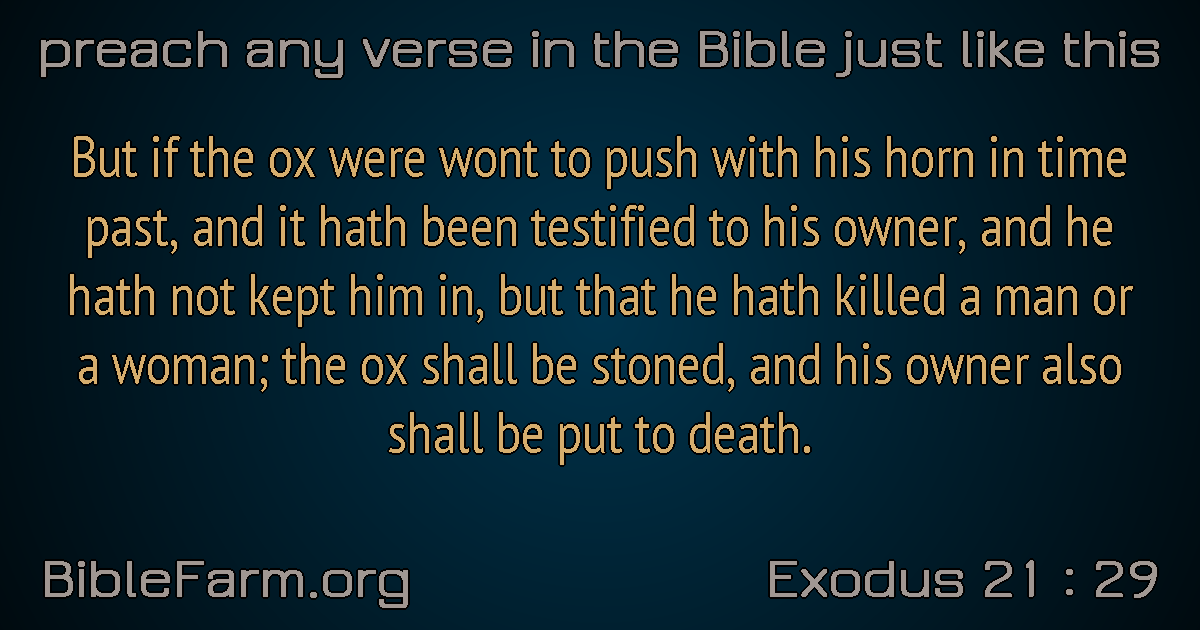 preach any verse in the Bible just like this
But if the ox were wont to push with his horn in time
past, and it hath been testified to his owner, and he
hath not kept him in, but that he hath killed a man or
a woman; the ox shall be stoned, and his owner also
shall be put to death.
BibleFarm.org
Exodus 21 : 29